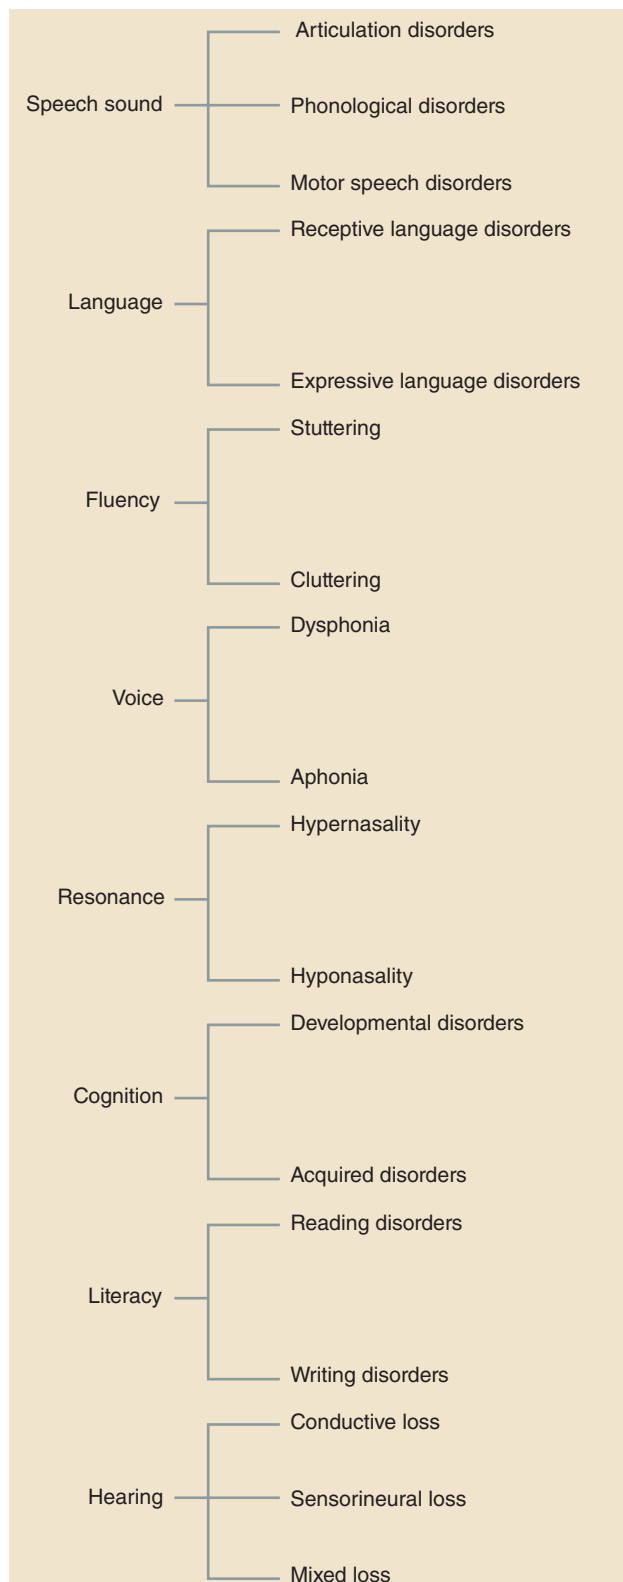 Articulation disorders
Speech sound
Phonological disorders
Motor speech disorders
Receptive language disorders
Language
Expressive language disorders
Stuttering
Fluency
Cluttering
Dysphonia
Voice
Aphonia
Hypernasality
Resonance
Hyponasality
Developmental disorders
Cognition
Acquired disorders
Reading disorders
Literacy
Writing disorders
Conductive loss
Hearing
Sensorineural loss
Mixed loss